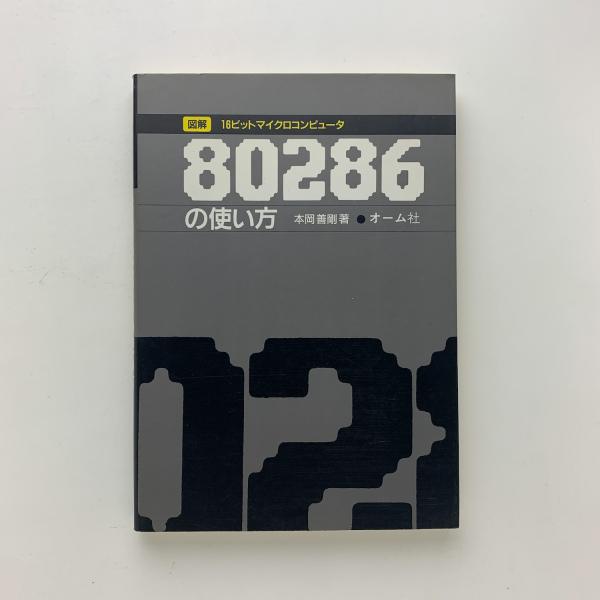 図解 16ビットマイクロコンピュータ
80286
の使い方 本岡善剛著 ●オーム社
028